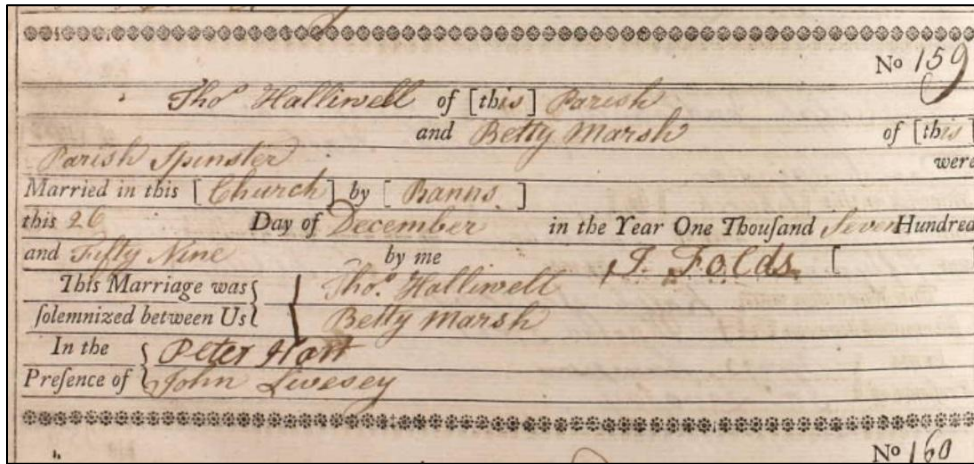 No 159
Thos Halliwell of [this] Parish
and Betty Marsh of [this]
Parish Spinster were
Married in this [Church] by [Banns.]
this 26 Day of December in the Year One Thouſand Seven Hundred
and Fifty Nine by me J. Folds. [
This Marriage was { Thos. Halliwell
ſolemnized between Us { Betty Marsh
In the { Peter Hart
Preſence of { John Livesey
No 160